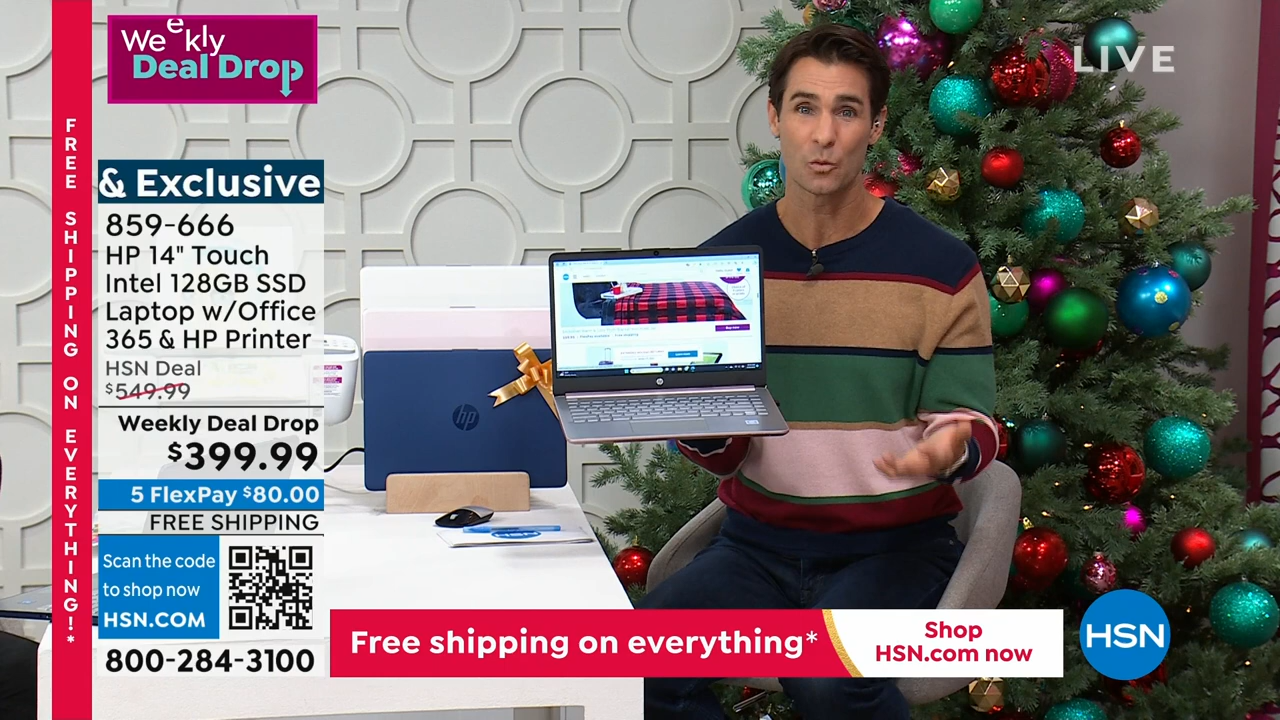 Weekly
Deal Drop
LIVE
FREE SHIPPING ON EVERYTHING!*
& Exclusive
859-666
HP 14" Touch
Intel 128GB SSD
Laptop w/Office
365 & HP Printer
HSN Deal
$549.99
Weekly Deal Drop
$399.99
5 FlexPay $80.00
FREE SHIPPING
Scan the code
to shop now
HSN.COM
800-284-3100
hp
HSN
Free shipping on everything*
Shop
HSN.com now
HSN